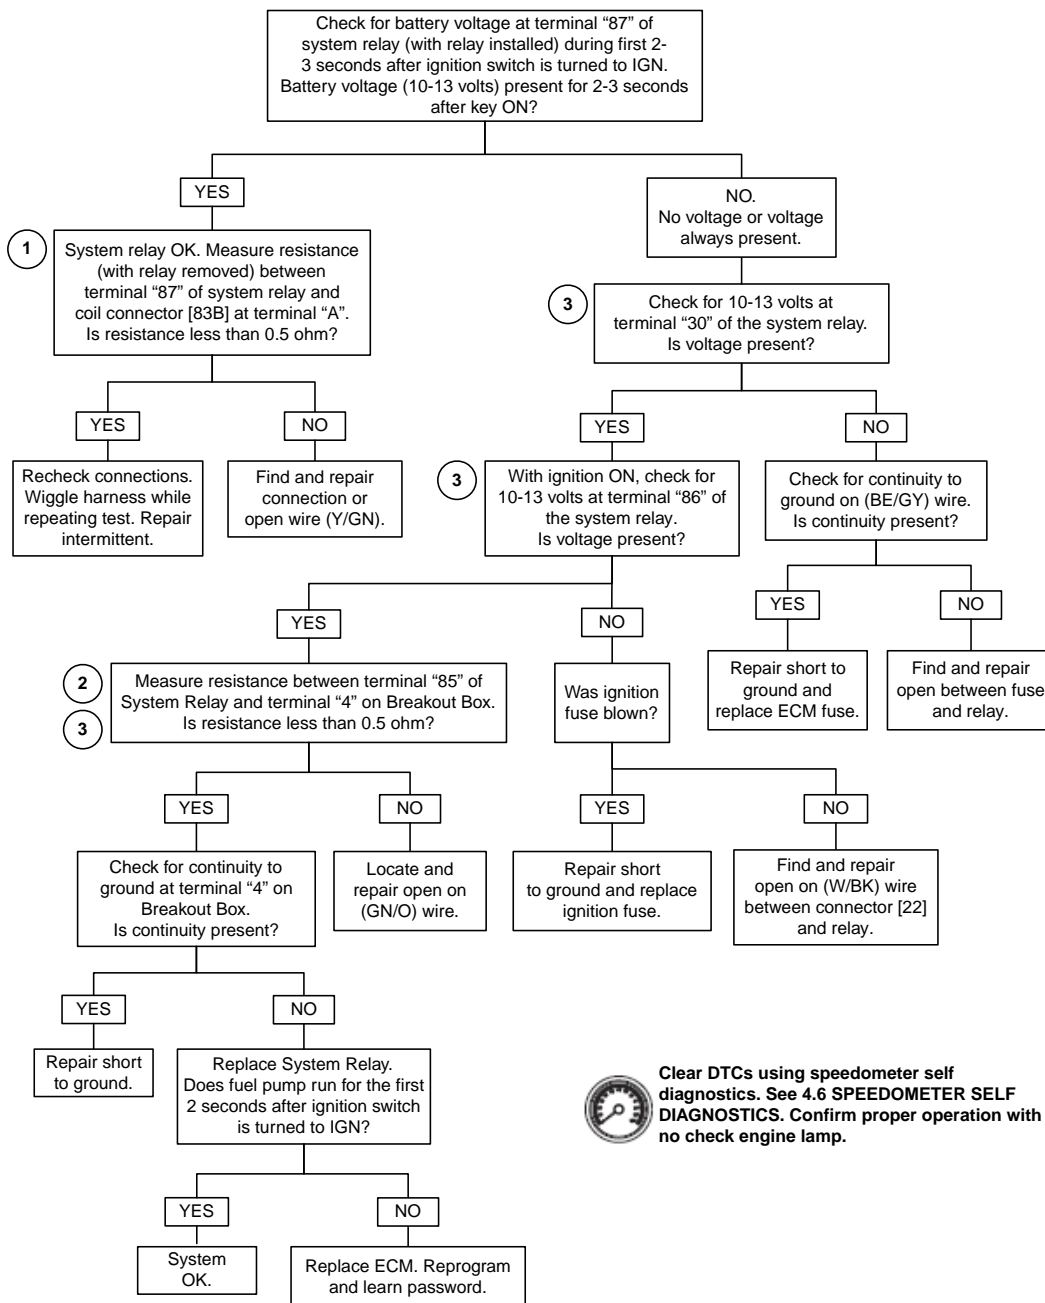 Check for battery voltage at terminal “87” of
system relay (with relay installed) during first 2-
3 seconds after ignition switch is turned to IGN.
Battery voltage (10-13 volts) present for 2-3 seconds
after key ON?
YES
NO.
No voltage or voltage
always present.
1
System relay OK. Measure resistance
(with relay removed) between
terminal “87” of system relay and
coil connector [83B] at terminal “A”.
Is resistance less than 0.5 ohm?
3
Check for 10-13 volts at
terminal “30” of the system relay.
Is voltage present?
YES
NO
YES
NO
Recheck connections.
Wiggle harness while
repeating test. Repair
intermittent.
Find and repair
connection or
open wire (Y/GN).
3
With ignition ON, check for
10-13 volts at terminal “86” of
the system relay.
Is voltage present?
Check for continuity to
ground on (BE/GY) wire.
Is continuity present?
YES
NO
YES
NO
2
3
Measure resistance between terminal “85” of
System Relay and terminal “4” on Breakout Box.
Is resistance less than 0.5 ohm?
Was ignition
fuse blown?
Repair short to
ground and
replace ECM fuse.
Find and repair
open between fuse
and relay.
YES
NO
YES
NO
Check for continuity to
ground at terminal “4” on
Breakout Box.
Is continuity present?
Locate and
repair open on
(GN/O) wire.
Repair short
to ground and replace
ignition fuse.
Find and repair
open on (W/BK) wire
between connector [22]
and relay.
YES
NO
Repair short
to ground.
Replace System Relay.
Does fuel pump run for the first
2 seconds after ignition switch
is turned to IGN?
Clear DTCs using speedometer self
diagnostics. See 4.6 SPEEDOMETER SELF
DIAGNOSTICS. Confirm proper operation with
no check engine lamp.
YES
NO
System
OK.
Replace ECM. Reprogram
and learn password.